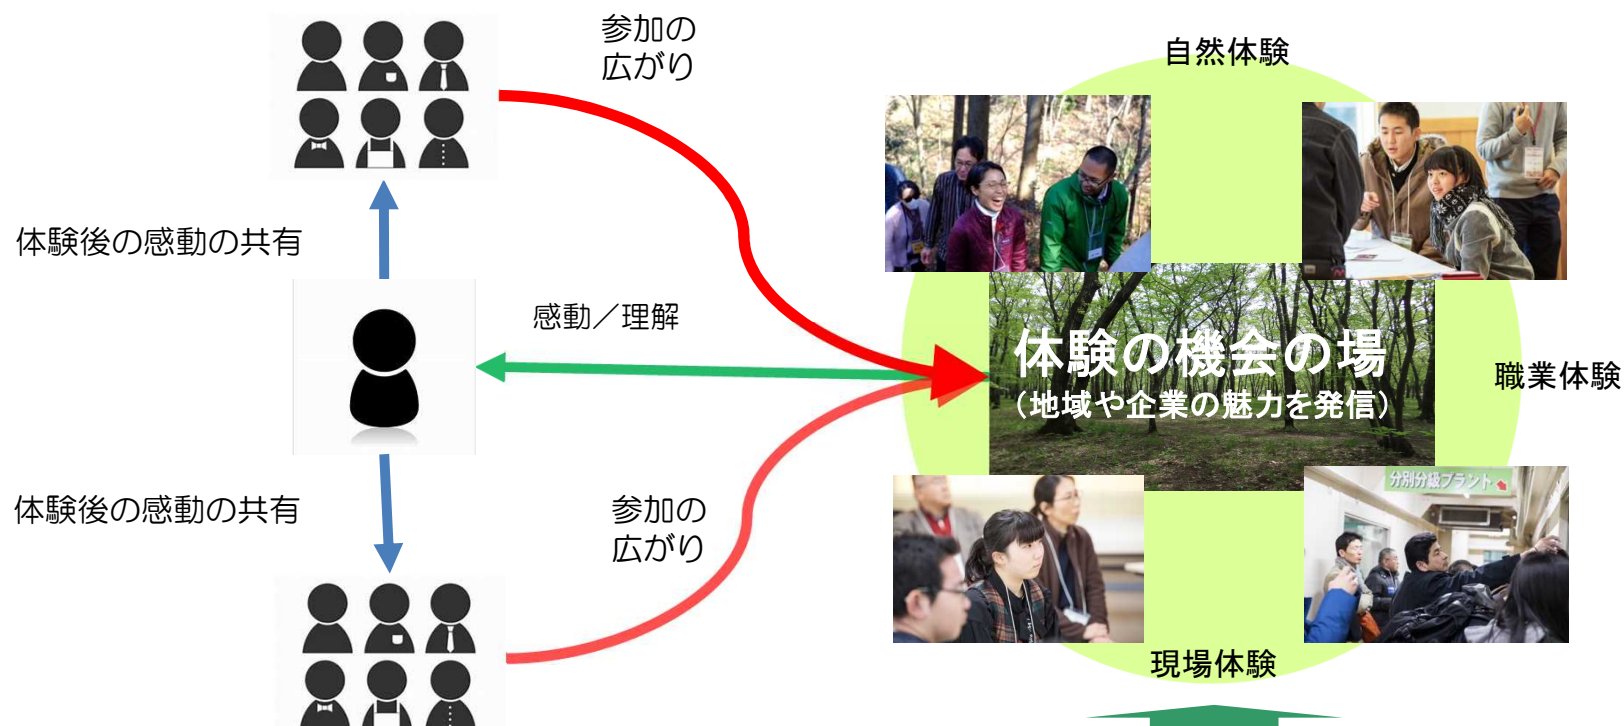 参加の
広がり
自然体験
体験後の感動の共有
感動／理解
体験の機会の場
（地域や企業の魅力を発信）
職業体験
体験後の感動の共有
参加の
広がり
分別分級プラント
現場体験